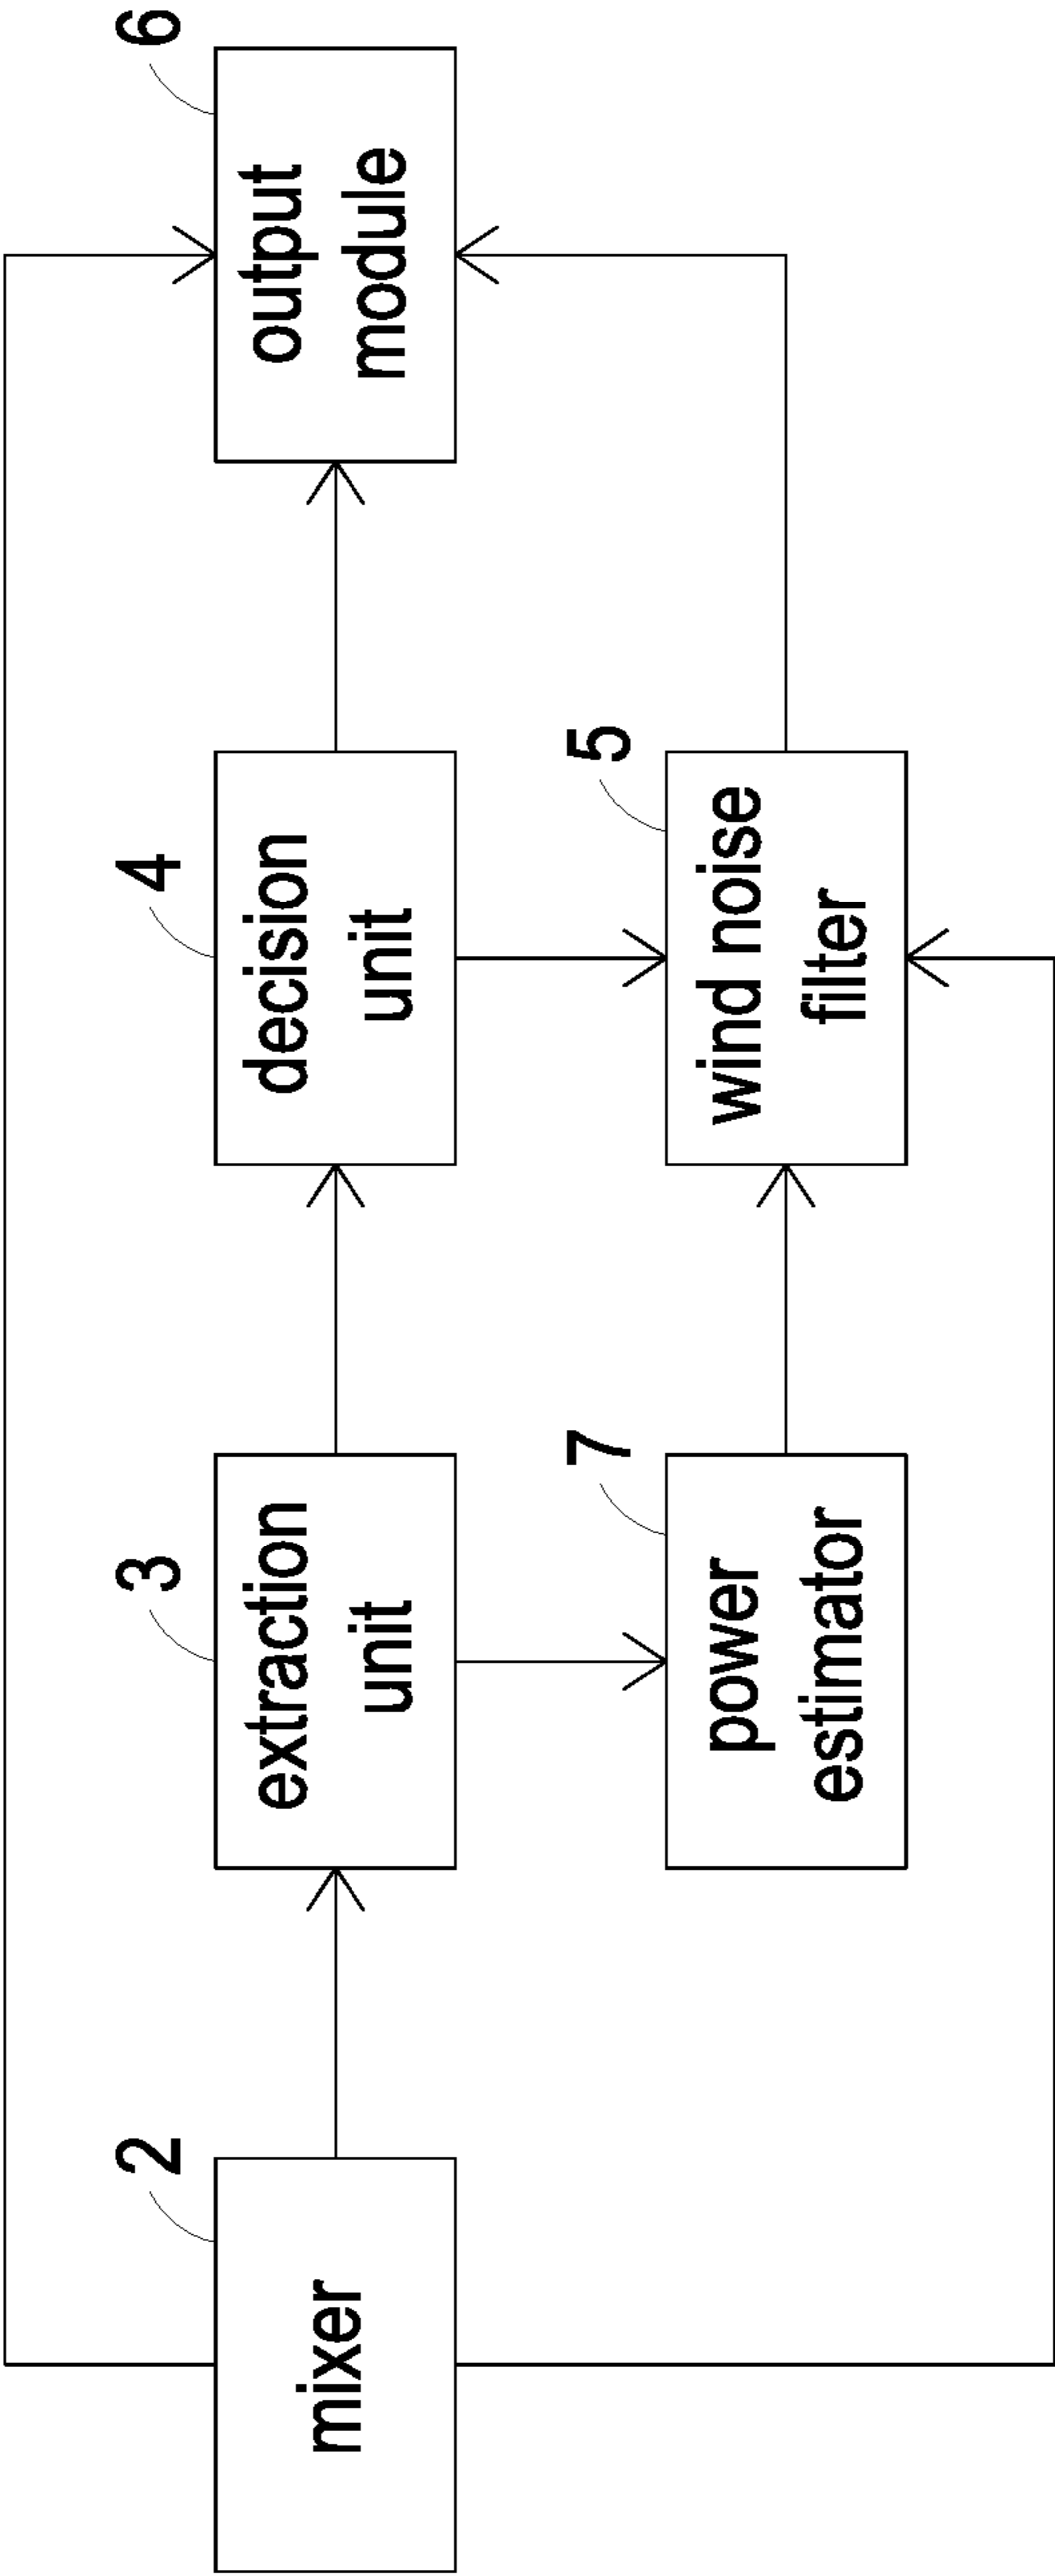 2
mixer
3
extraction
unit
4
decision
unit
6
output
module
7
power
estimator
5
wind noise
filter